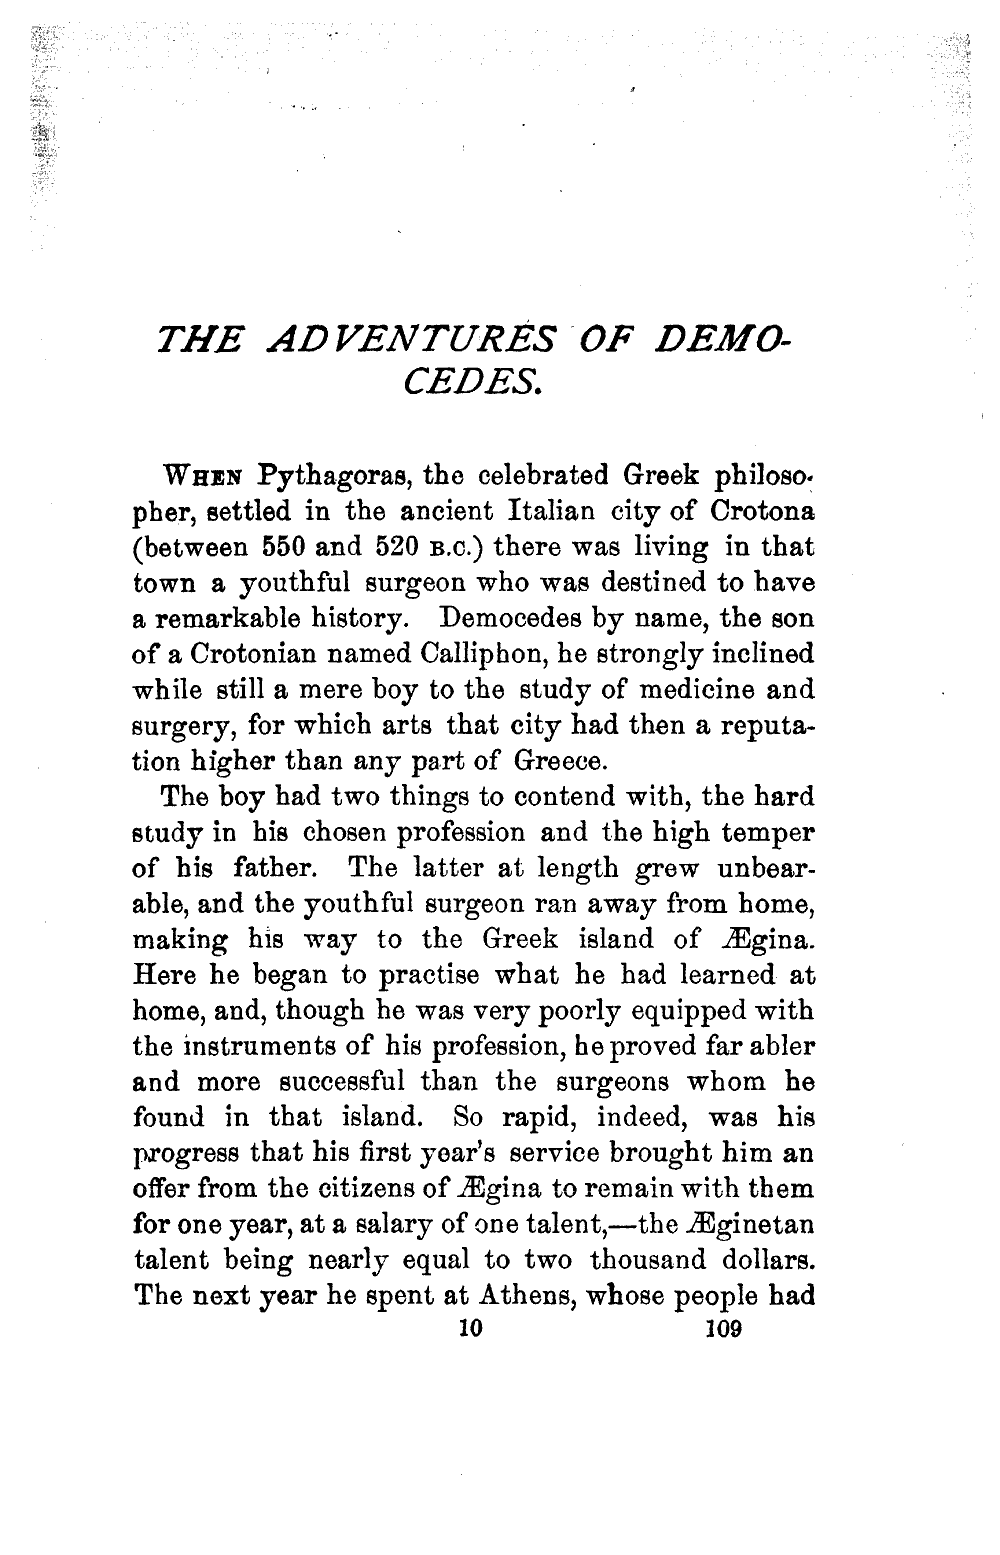 THE ADVENTURES OF DEMO-
CEDES.
WHEN Pythagoras, the celebrated Greek philoso-
pher, settled in the ancient Italian city of Crotona
(between 550 and 520 B.C.) there was living in that
town a youthful surgeon who was destined to have
a remarkable history. Democedes by name, the son
of a Crotonian named Calliphon, he strongly inclined
while still a mere boy to the study of medicine and
surgery, for which arts that city had then a reputa-
tion higher than any part of Greece.
The boy had two things to contend with, the hard
study in his chosen profession and the high temper
of his father. The latter at length grew unbear-
able, and the youthful surgeon ran away from home,
making his way to the Greek island of Ægina.
Here he began to practise what he had learned at
home, and, though he was very poorly equipped with
the instruments of his profession, he proved far abler
and more successful than the surgeons whom he
found in that island. So rapid, indeed, was his
progress that his first year's service brought him an
offer from the citizens of Ægina to remain with them
for one year, at a salary of one talent,—the Æginetan
talent being nearly equal to two thousand dollars.
The next year he spent at Athens, whose people had
10 109